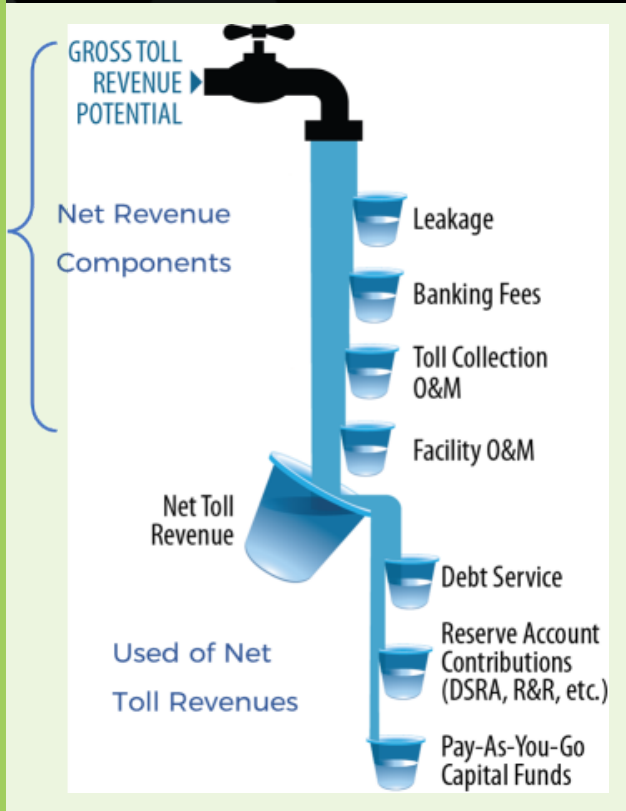 GROSS TOLL
REVENUE
POTENTIAL
Net Revenue
Components
Leakage
Banking Fees
Toll Collection
O&M
Facility O&M
Net Toll
Revenue
Debt Service
Used of Net
Toll Revenues
Reserve Account
Contributions
(DSRA, R&R, etc.)
Pay-As-You-Go
Capital Funds